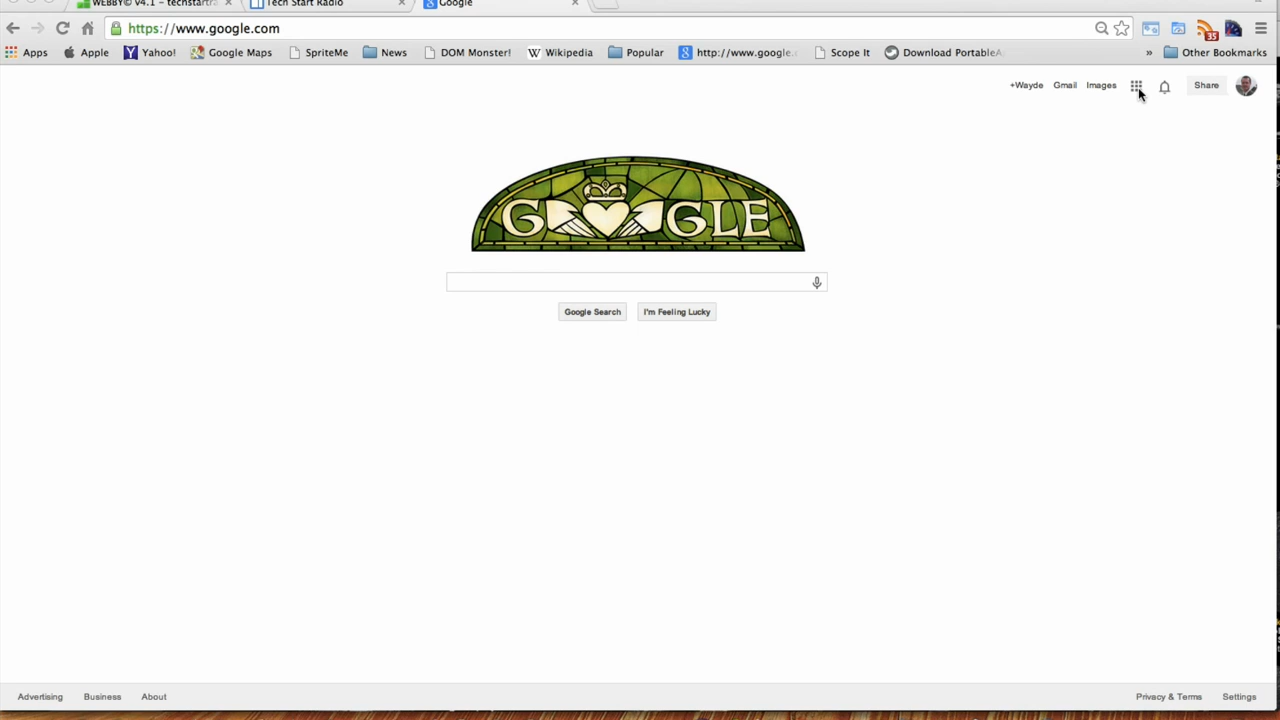 WEBBY© v4.1 – techstartra
Tech Start Radio
Google
https://www.google.com
35
Apps
Apple
Yahoo!
Google Maps
SpriteMe
News
DOM Monster!
Wikipedia
Popular
http://www.google.c
Scope It
Download PortableA
»
Other Bookmarks
+Wayde
Gmail
Images
Share
GOOGLE
Google Search
I'm Feeling Lucky
Advertising
Business
About
Privacy & Terms
Settings